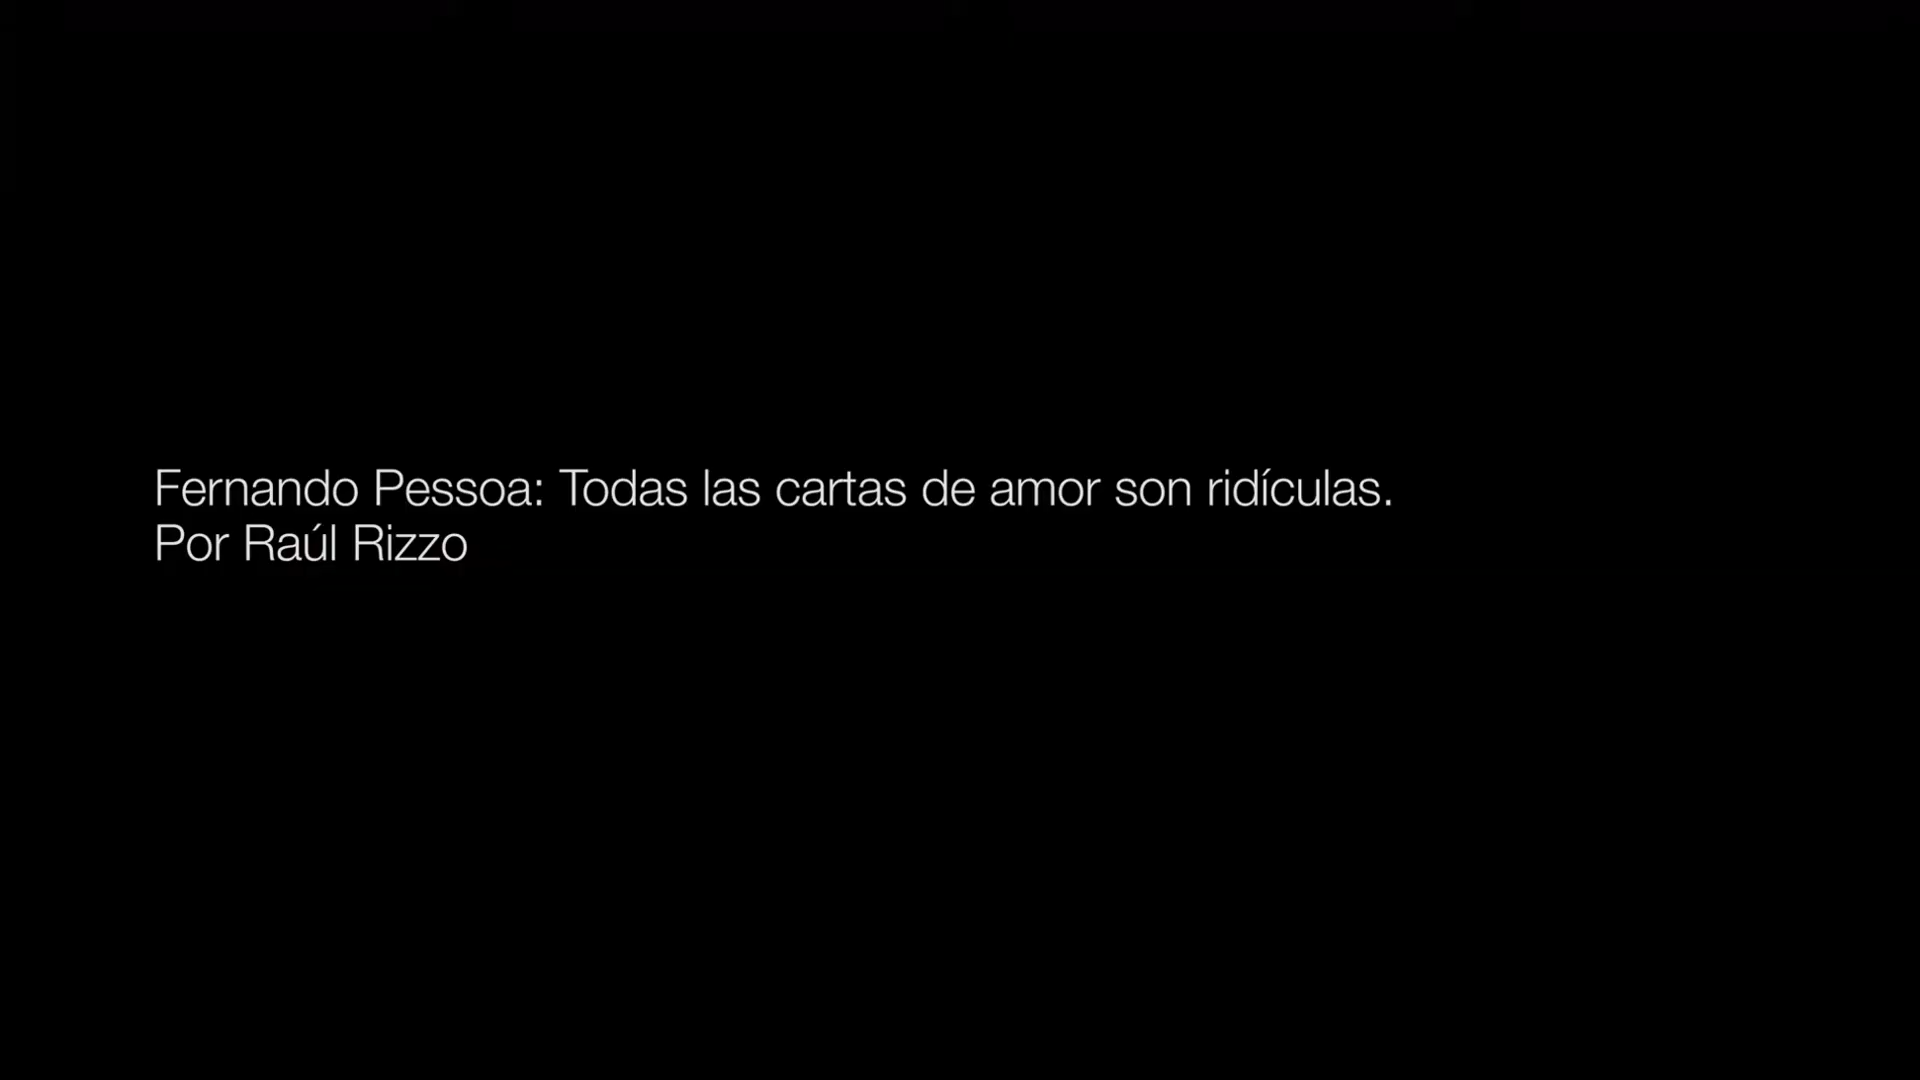 Fernando Pessoa: Todas las cartas de amor son ridículas.
Por Raúl Rizzo